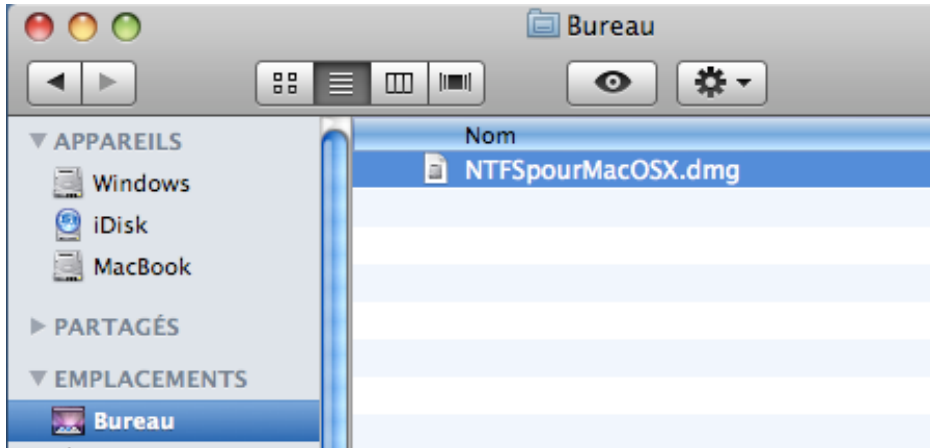 Bureau
Nom
NTFSpourMacOSX.dmg
APPAREILS
Windows
iDisk
MacBook
PARTAGÉS
EMPLACEMENTS
Bureau